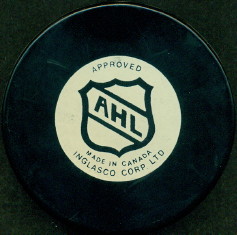 APPROVED
AHL
MADE IN CANADA
INGLASCO CORP. LTD